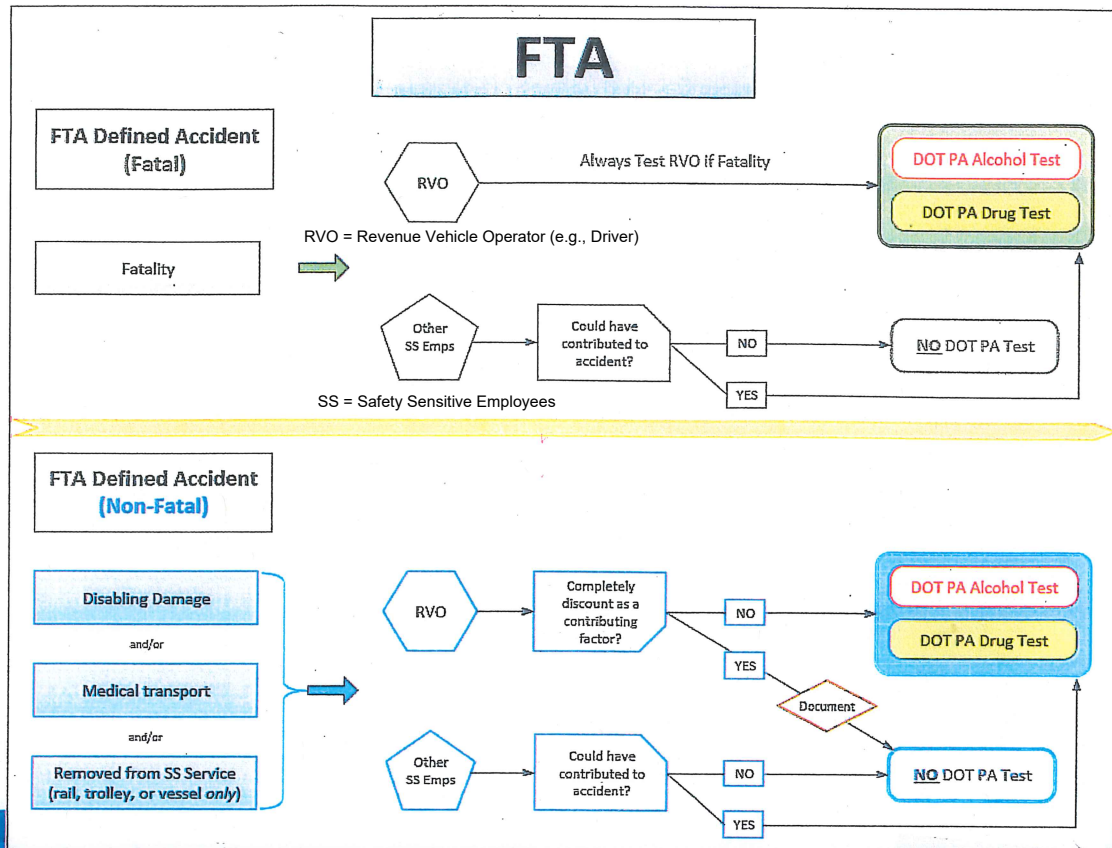 FTA
FTA Defined Accident
(Fatal)
Fatality
RVO
Always Test RVO if Fatality
DOT PA Alcohol Test
DOT PA Drug Test
RVO = Revenue Vehicle Operator (e.g., Driver)
Other
SS Emps
Could have
contributed to
accident?
NO
NO DOT PA Test
YES
SS = Safety Sensitive Employees
FTA Defined Accident
(Non-Fatal)
Disabling Damage
and/or
Medical transport
and/or
Removed from SS Service
(rail, trolley, or vessel only)
RVO
Completely
discount as a
contributing
factor?
NO
YES
Document
DOT PA Alcohol Test
DOT PA Drug Test
Other
SS Emps
Could have
contributed to
accident?
NO
YES
NO DOT PA Test